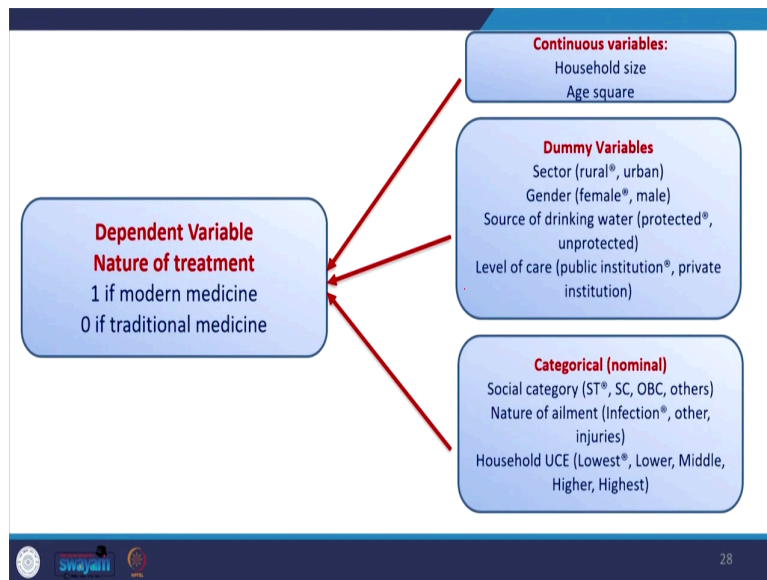 Continuous variables:
Household size
Age square
Dummy Variables
Sector (rural®, urban)
Gender (female®, male)
Source of drinking water (protected®,
unprotected)
Level of care (public institution®, private
institution)
Dependent Variable
Nature of treatment
1 if modern medicine
0 if traditional medicine
Categorical (nominal)
Social category (ST®, SC, OBC, others)
Nature of ailment (Infection®, other,
injuries)
Household UCE (Lowest®, Lower, Middle,
Higher, Highest)
swayam
28